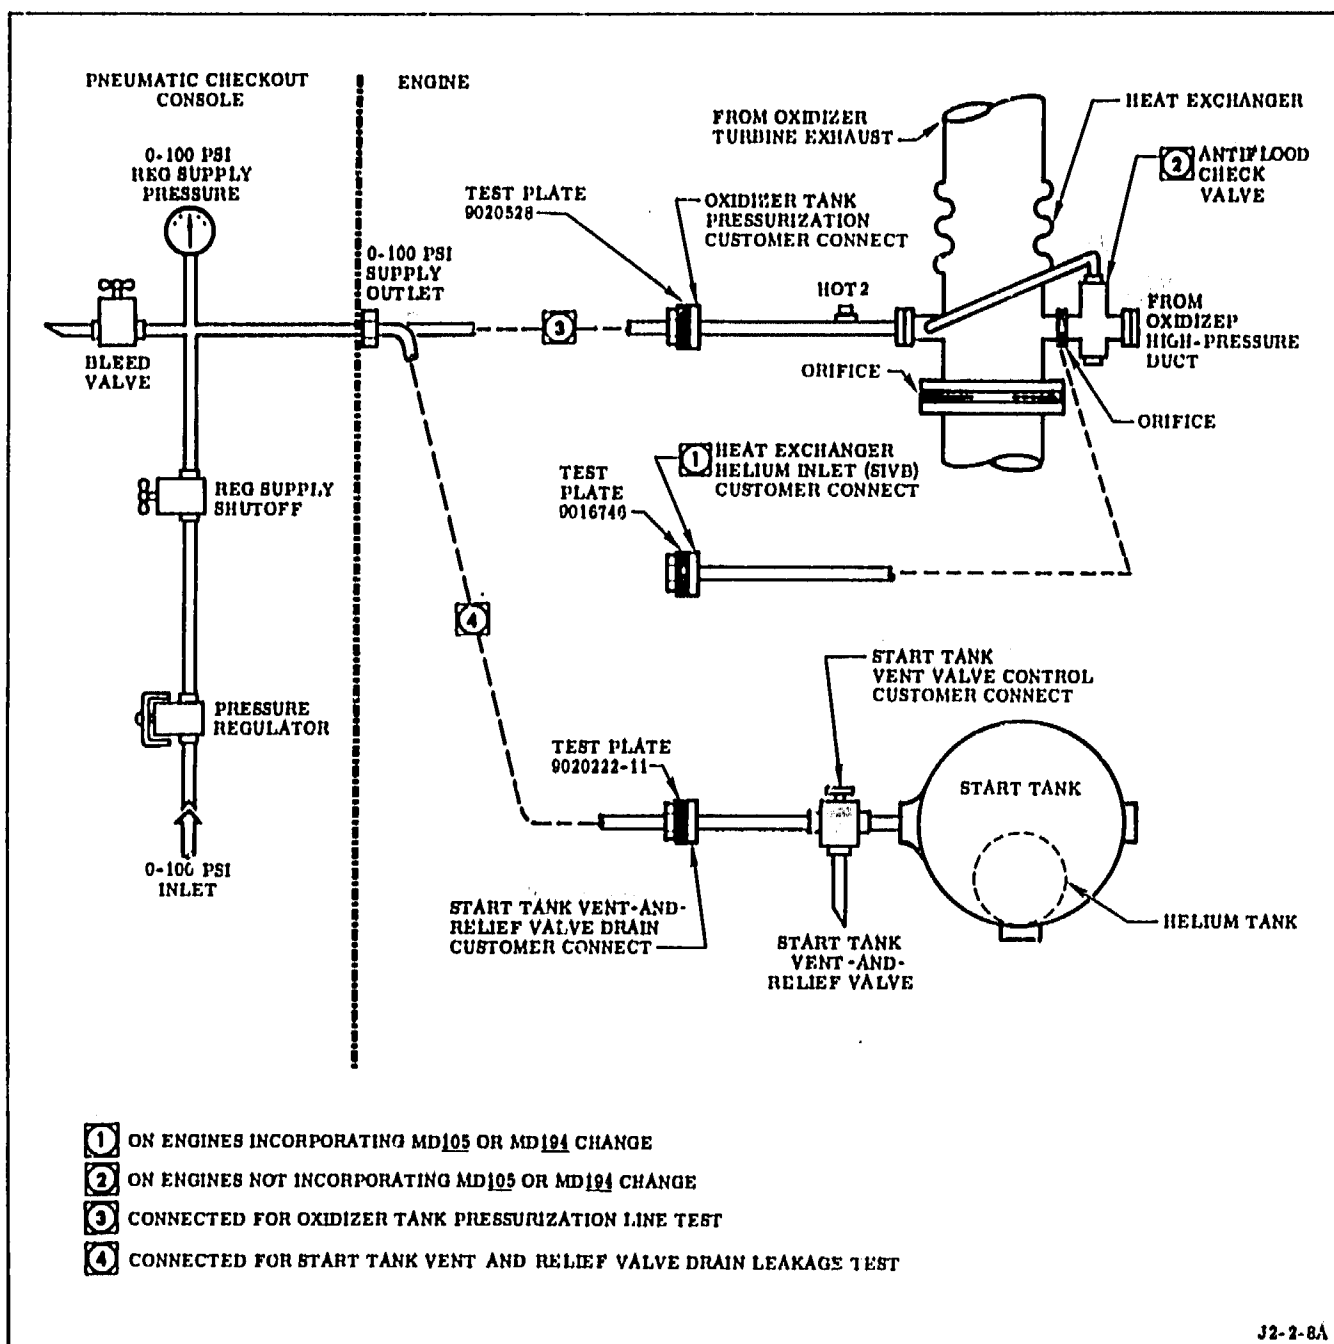 PNEUMATIC CHECKOUT
CONSOLE
ENGINE
0-100 PSI
REG SUPPLY
PRESSURE
BLEED
VALVE
REG SUPPLY
SHUTOFF
PRESSURE
REGULATOR
0-100 PSI
INLET
0-100 PSI
SUPPLY
OUTLET
TEST PLATE
9020528
OXIDIZER TANK
PRESSURIZATION
CUSTOMER CONNECT
FROM OXIDIZER
TURBINE EXHAUST
HEAT EXCHANGER
2 ANTIFLOOD
CHECK
VALVE
HOT2
FROM
OXIDIZER
HIGH-PRESSURE
DUCT
ORIFICE
ORIFICE
3
1 HEAT EXCHANGER
HELIUM INLET (SIVB)
CUSTOMER CONNECT
TEST
PLATE
9016746
4
START TANK
VENT VALVE CONTROL
CUSTOMER CONNECT
TEST PLATE
9020222-11
START TANK
START TANK VENT-AND-
RELIEF VALVE DRAIN
CUSTOMER CONNECT
START TANK
VENT-AND-
RELIEF VALVE
HELIUM TANK
1 ON ENGINES INCORPORATING MD105 OR MD194 CHANGE
2 ON ENGINES NOT INCORPORATING MD105 OR MD194 CHANGE
3 CONNECTED FOR OXIDIZER TANK PRESSURIZATION LINE TEST
4 CONNECTED FOR START TANK VENT AND RELIEF VALVE DRAIN LEAKAGE TEST
J2-2-8A